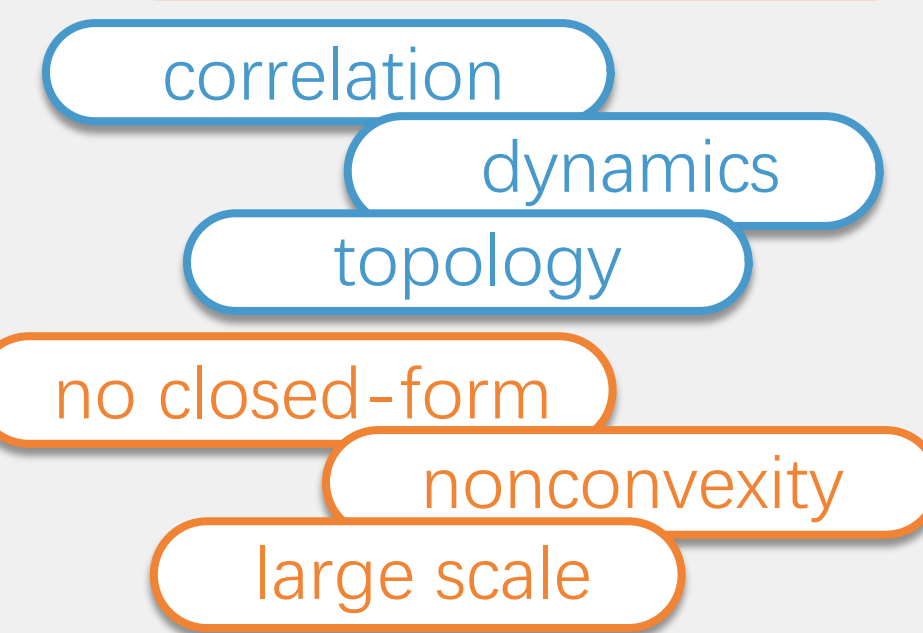 correlation
dynamics
topology
no closed-form
nonconvexity
large scale